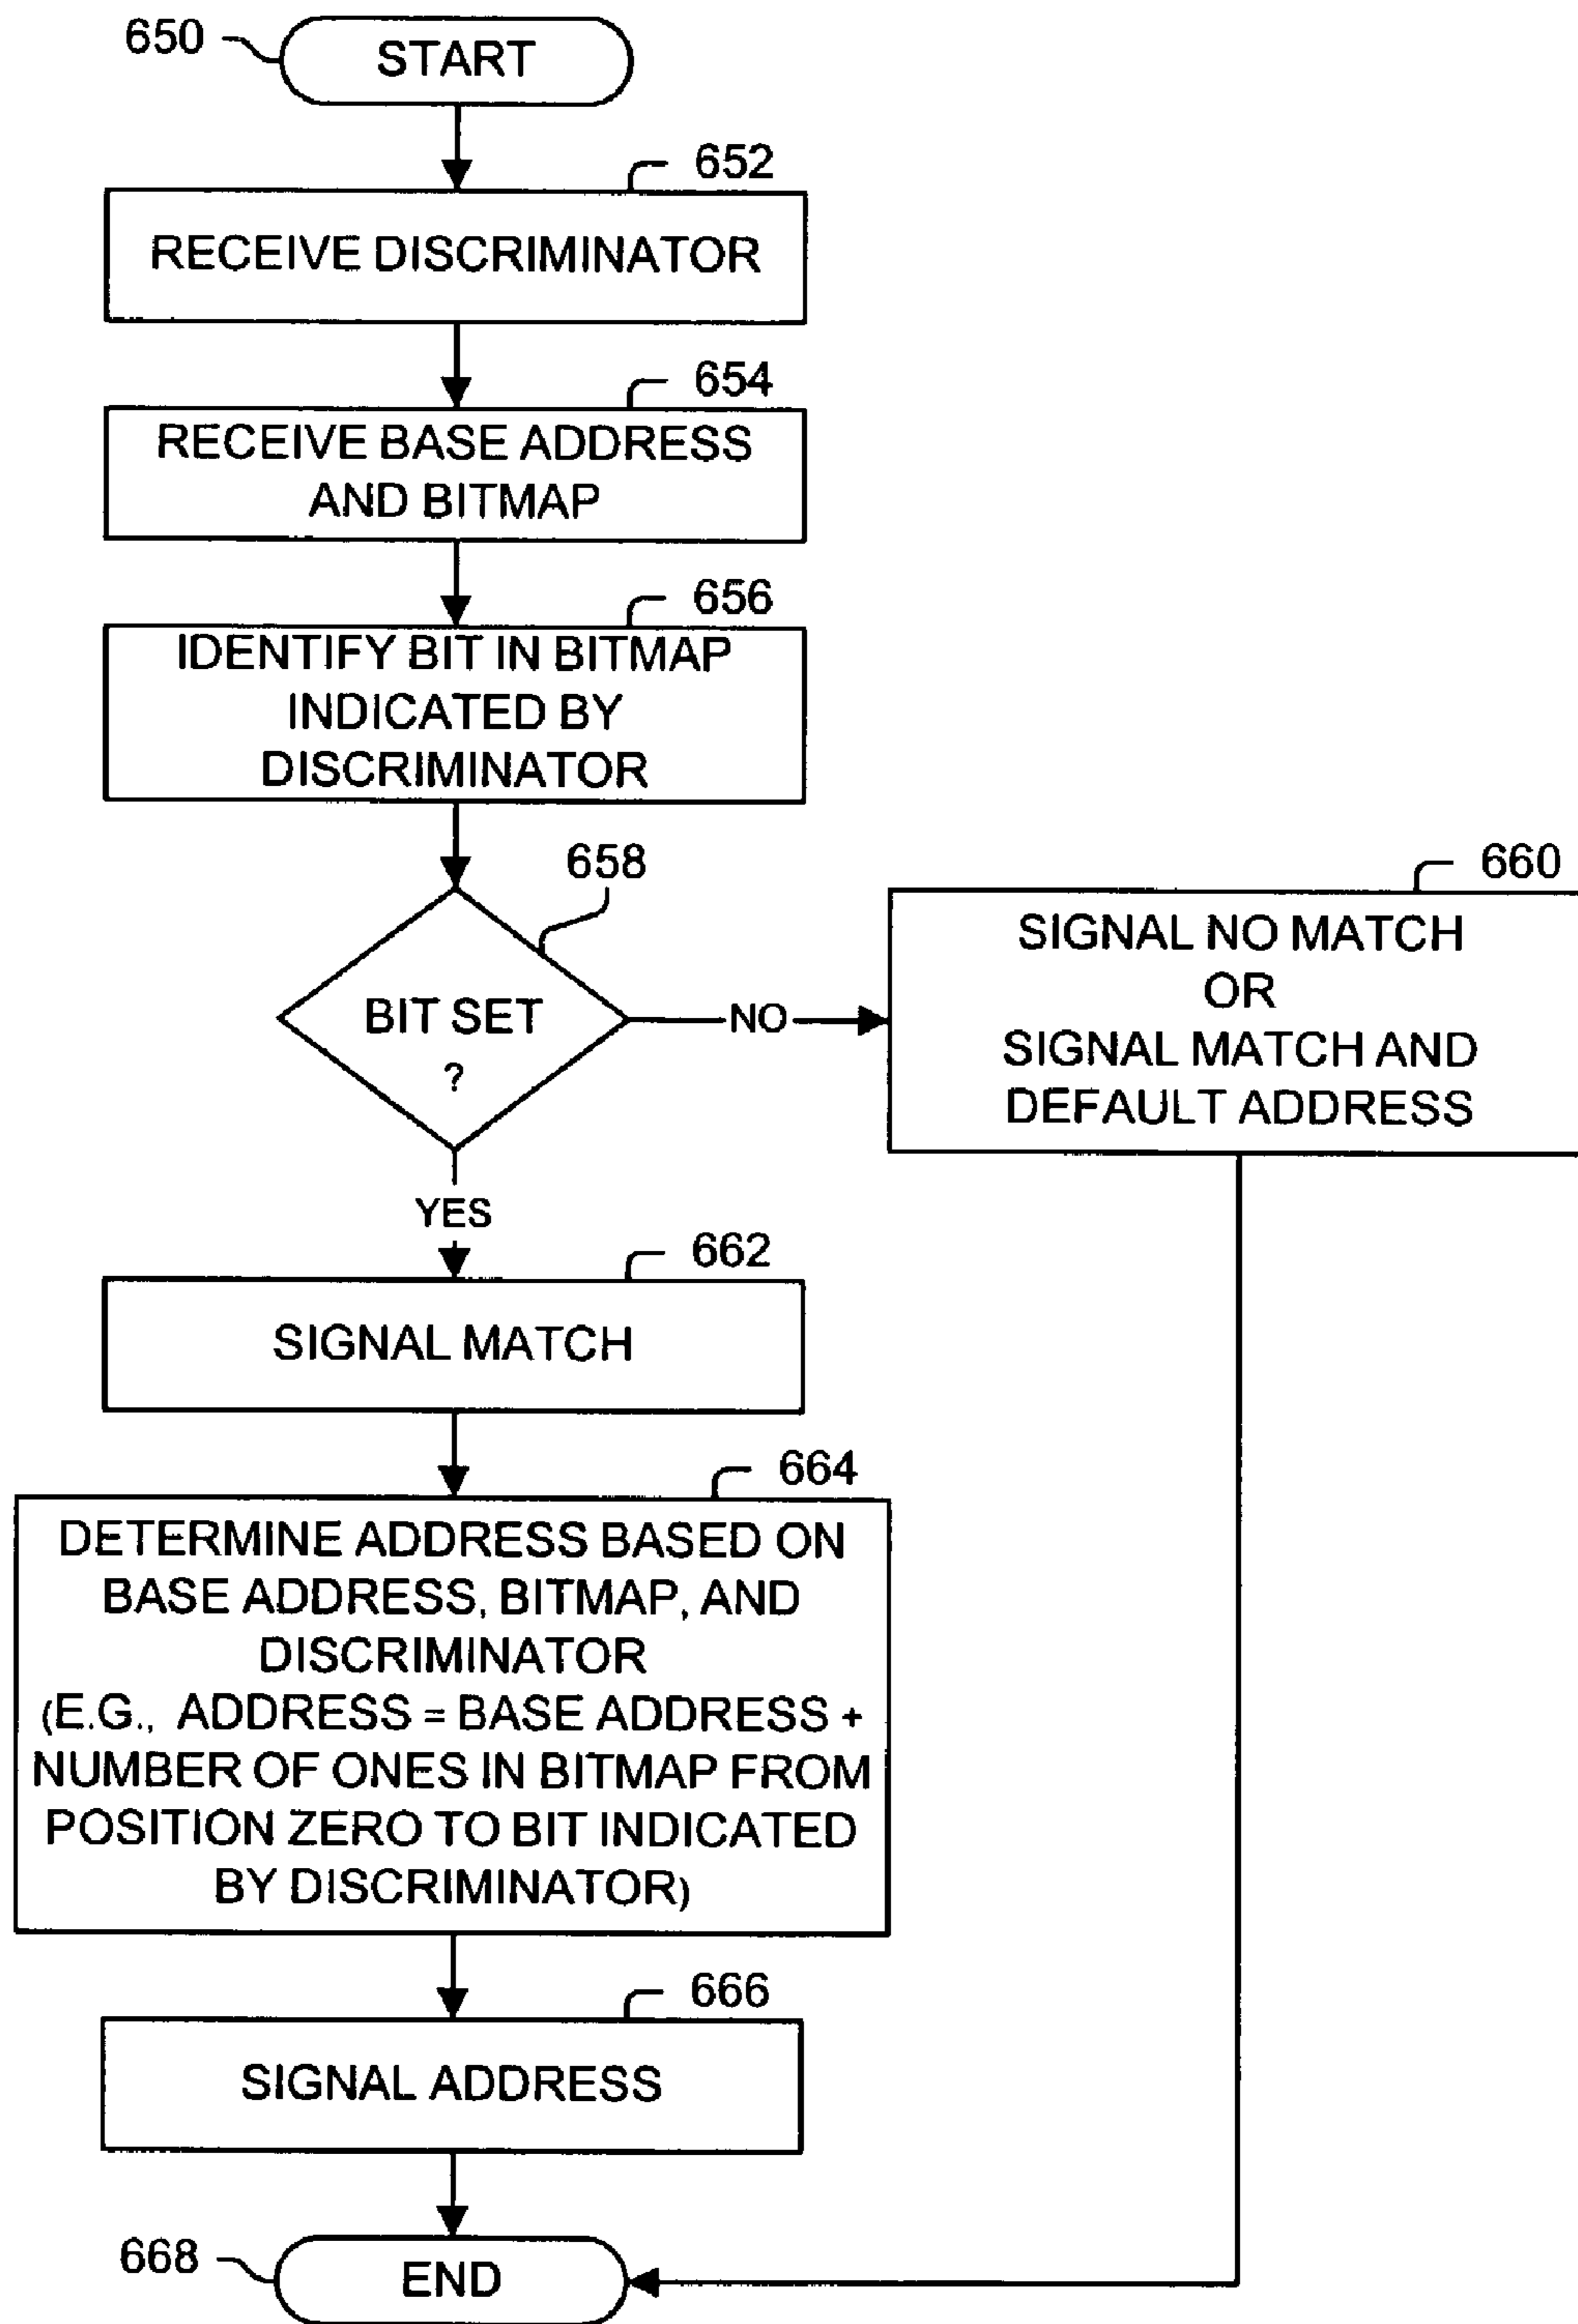 650
START
652
RECEIVE DISCRIMINATOR
654
RECEIVE BASE ADDRESS
AND BITMAP
656
IDENTIFY BIT IN BITMAP
INDICATED BY
DISCRIMINATOR
658
BIT SET
?
NO
660
SIGNAL NO MATCH
OR
SIGNAL MATCH AND
DEFAULT ADDRESS
YES
662
SIGNAL MATCH
664
DETERMINE ADDRESS BASED ON
BASE ADDRESS, BITMAP, AND
DISCRIMINATOR
(E.G., ADDRESS = BASE ADDRESS +
NUMBER OF ONES IN BITMAP FROM
POSITION ZERO TO BIT INDICATED
BY DISCRIMINATOR)
666
SIGNAL ADDRESS
668
END